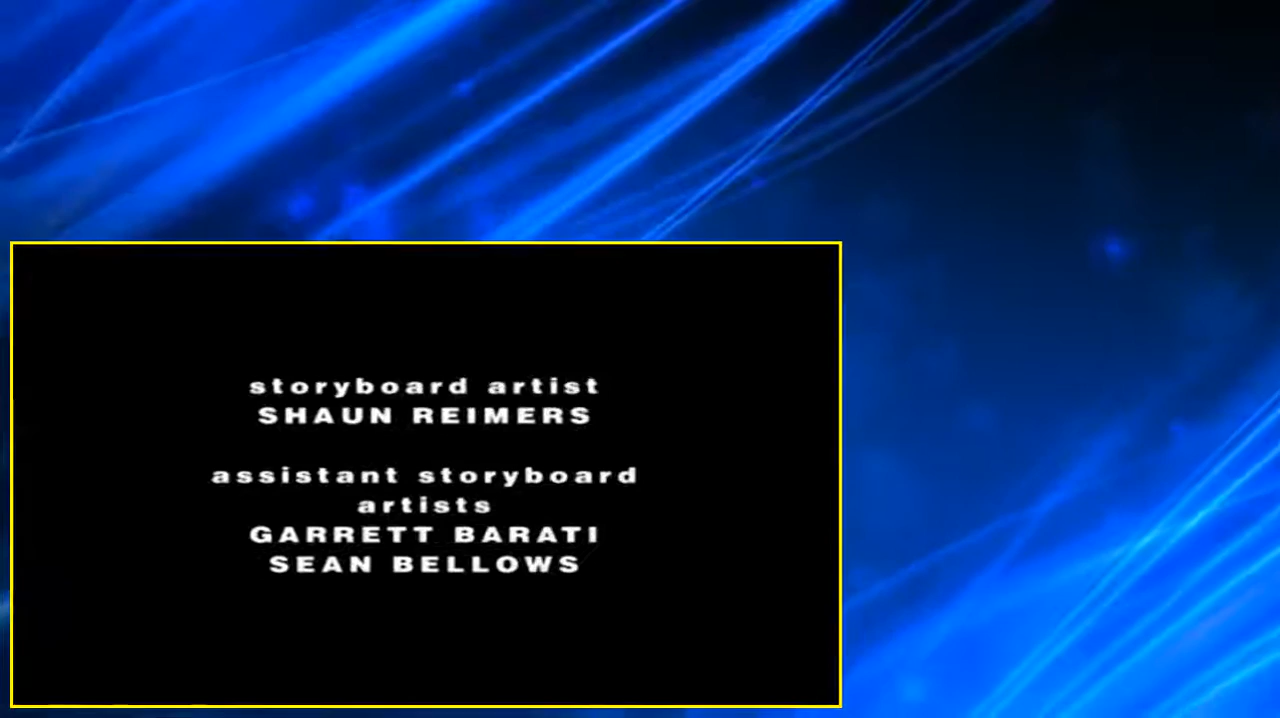 storyboard artist
SHAUN REIMERS
assistant storyboard
artists
GARRETT BARATI
SEAN BELLOWS